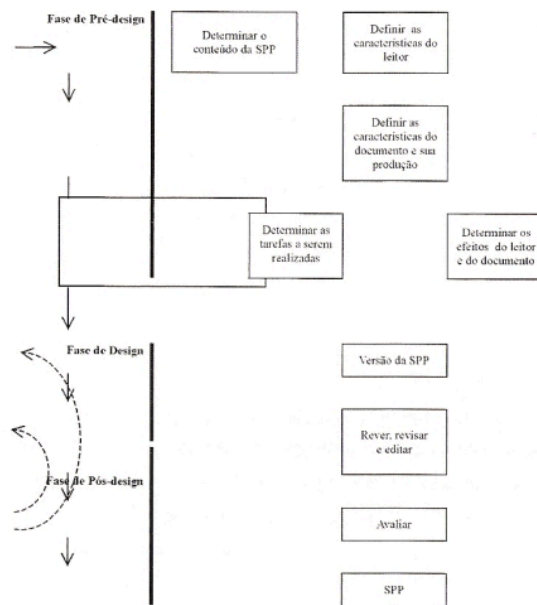 Fase de Pré-design
Determinar o
conteúdo da SPP
Definir as
características do
leitor
Definir as
características do
documento e sua
produção
Determinar as
tarefas a serem
realizadas
Determinar os
efeitos do leitor
e do documento
Fase de Design
Versão da SPP
Rever, revisar
e editar
Fase de Pós-design
Avaliar
SPP